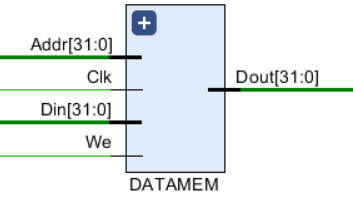 Addr[31:0]
Clk
Dout[31:0]
Din[31:0]
We
DATAMEM